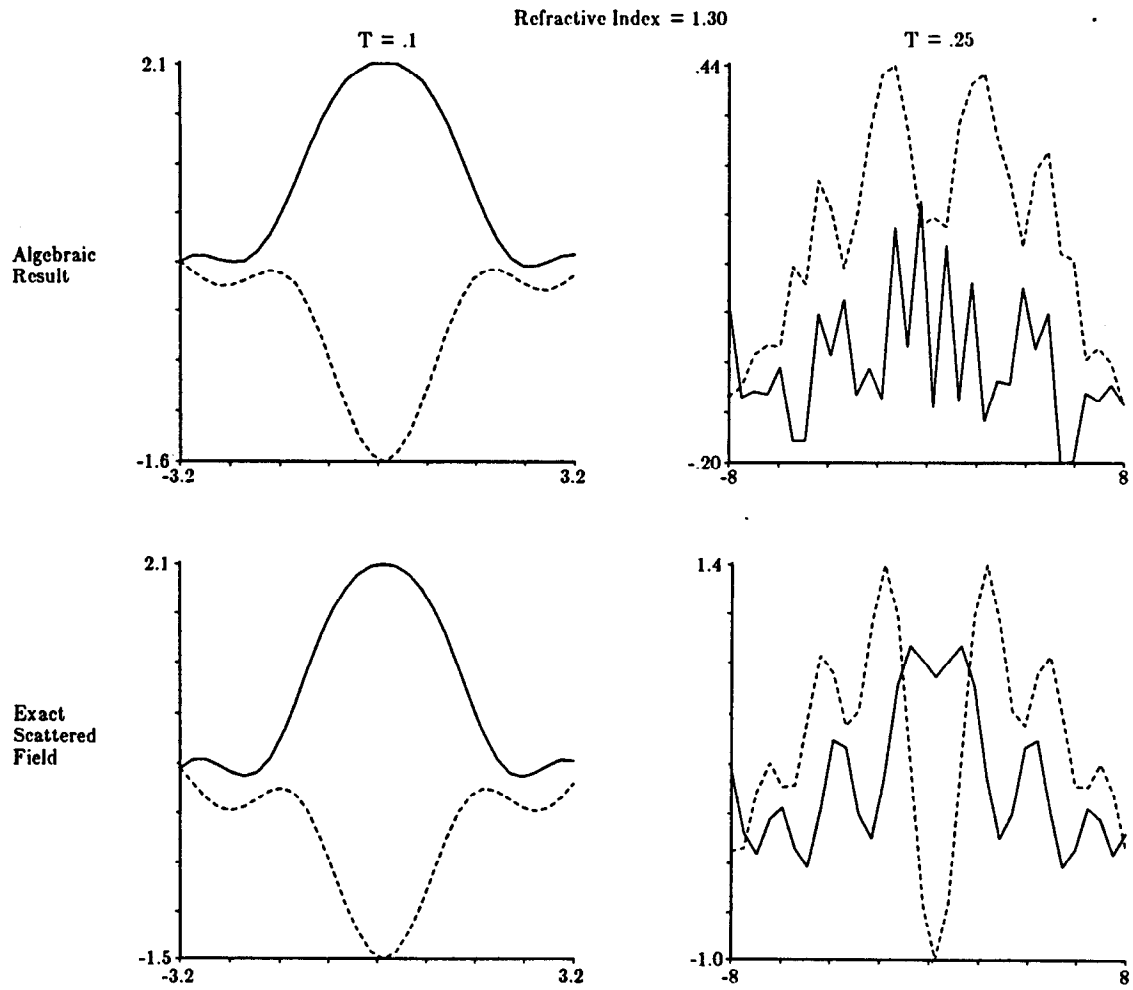 Refractive Index = 1.30
T = .1
T = .25
2.1
-1.6
-3.2
3.2
.44
-.20
-8
8
Algebraic
Result
2.1
-1.5
-3.2
3.2
1.4
-1.0
-8
8
Exact
Scattered
Field